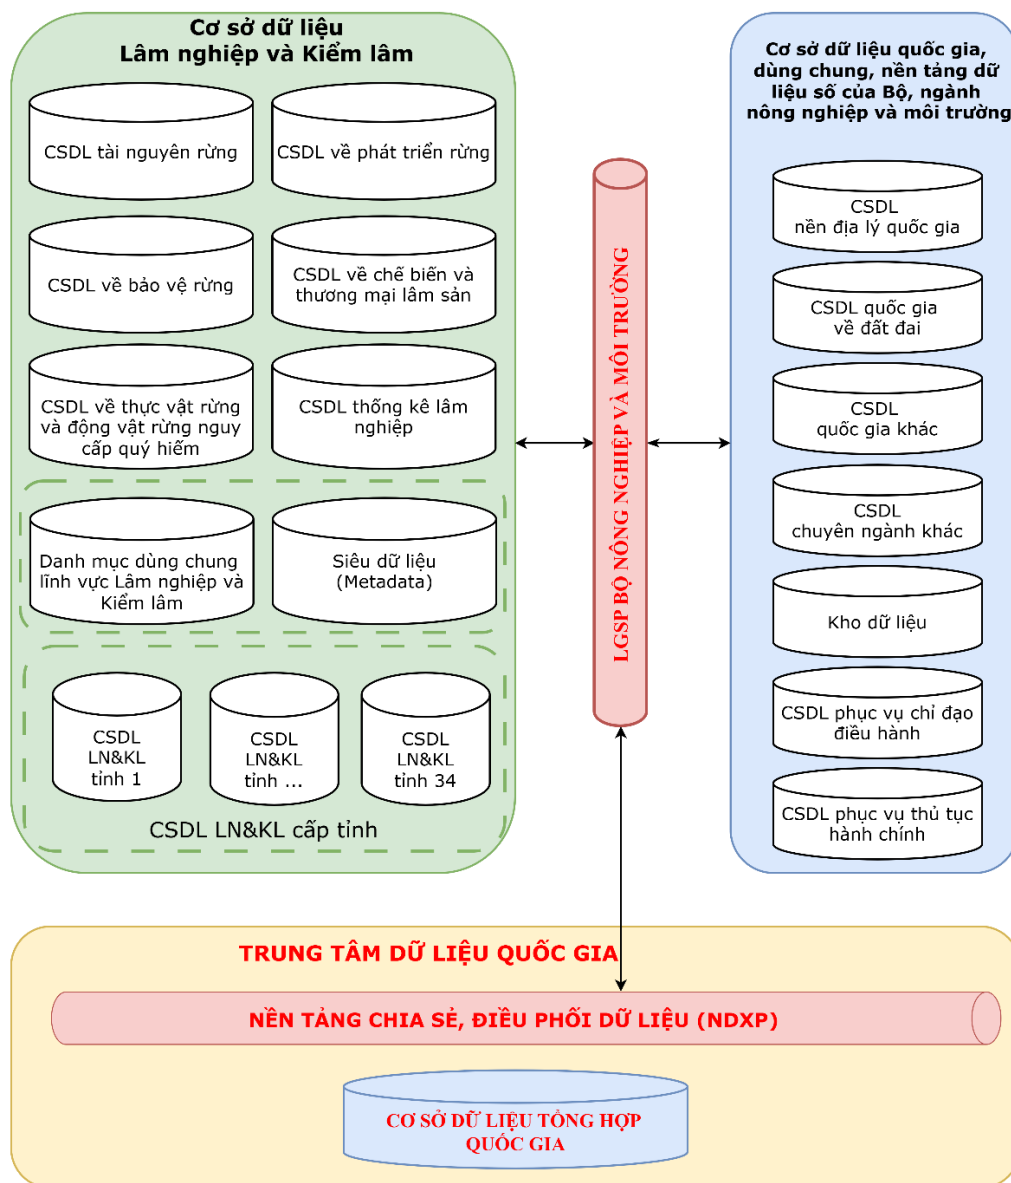 Cơ sở dữ liệu
Lâm nghiệp và Kiểm lâm
CSDL tài nguyên rừng
CSDL về phát triển rừng
CSDL về bảo vệ rừng
CSDL về chế biến và
thương mại lâm sản
CSDL về thực vật rừng
và động vật rừng nguy
cấp quý hiếm
CSDL thống kê lâm
nghiệp
Danh mục dùng chung
lĩnh vực Lâm nghiệp và
Kiểm lâm
Siêu dữ liệu
(Metadata)
CSDL
LN&KL
tỉnh 1
CSDL
LN&KL
tỉnh ...
CSDL
LN&KL
tỉnh 34
CSDL LN&KL cấp tỉnh
LGSP BỘ NÔNG NGHIỆP VÀ MÔI TRƯỜNG
Cơ sở dữ liệu quốc gia,
dùng chung, nền tảng dữ
liệu số của Bộ, ngành
nông nghiệp và môi trường
CSDL
nền địa lý quốc gia
CSDL quốc gia
về đất đai
CSDL
quốc gia khác
CSDL
chuyên ngành khác
Kho dữ liệu
CSDL phục vụ chỉ đạo
điều hành
CSDL phục vụ thủ tục
hành chính
TRUNG TÂM DỮ LIỆU QUỐC GIA
NỀN TẢNG CHIA SẺ, ĐIỀU PHỐI DỮ LIỆU (NDXP)
CƠ SỞ DỮ LIỆU TỔNG HỢP
QUỐC GIA